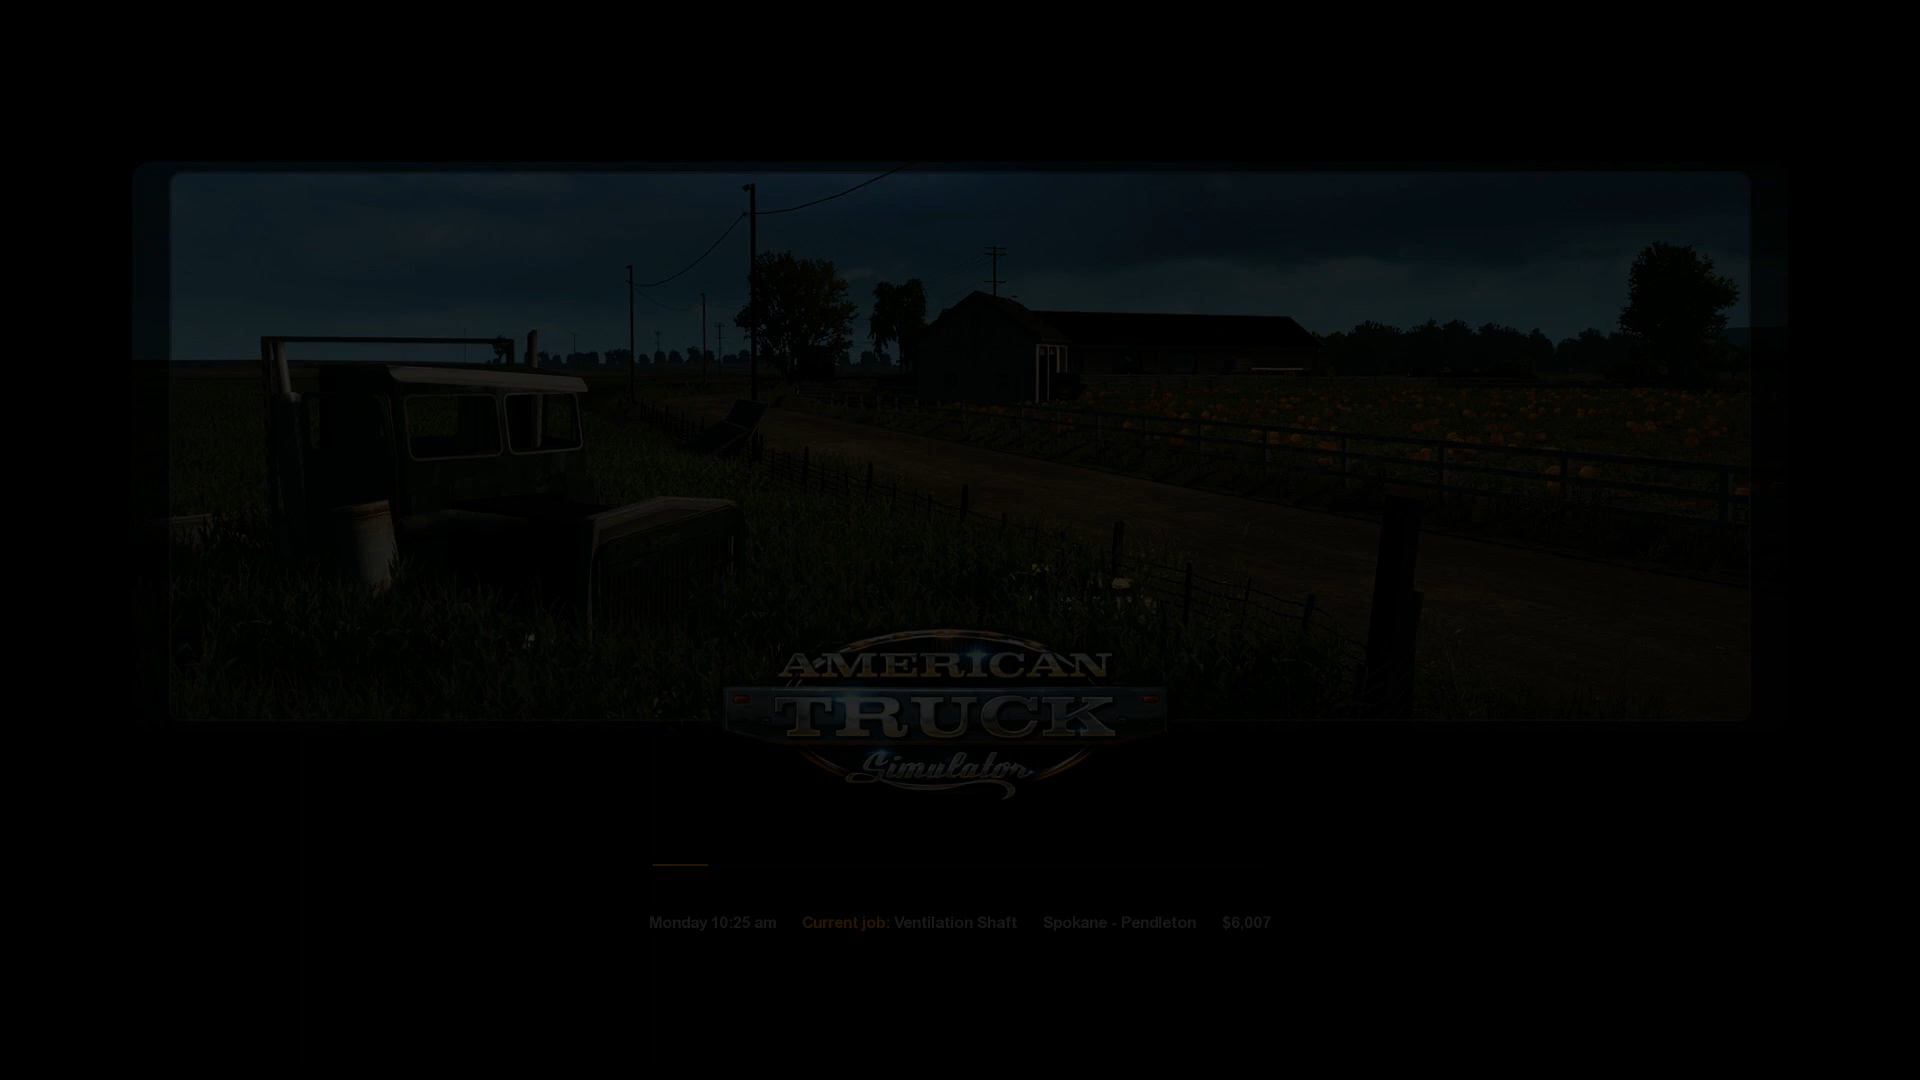 AMERICAN
TRUCK
Simulator
Monday 10:25 am Current job: Ventilation Shaft Spokane - Pendleton $6,007